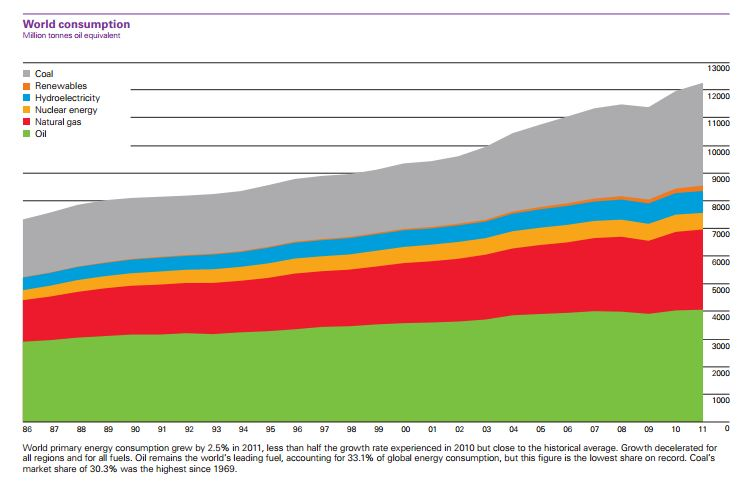 World consumption
Million tonnes oil equivalent
Coal
Renewables
Hydroelectricity
Nuclear energy
Natural gas
Oil
13000
12000
11000
10000
9000
8000
7000
6000
5000
4000
3000
2000
1000
0
86 87 88 89 90 91 92 93 94 95 96 97 98 99 00 01 02 03 04 05 06 07 08 09 10 11
World primary energy consumption grew by 2.5% in 2011, less than half the growth rate experienced in 2010 but close to the historical average. Growth decelerated for
all regions and for all fuels. Oil remains the world's leading fuel, accounting for 33.1% of global energy consumption, but this figure is the lowest share on record. Coal's
market share of 30.3% was the highest since 1969.